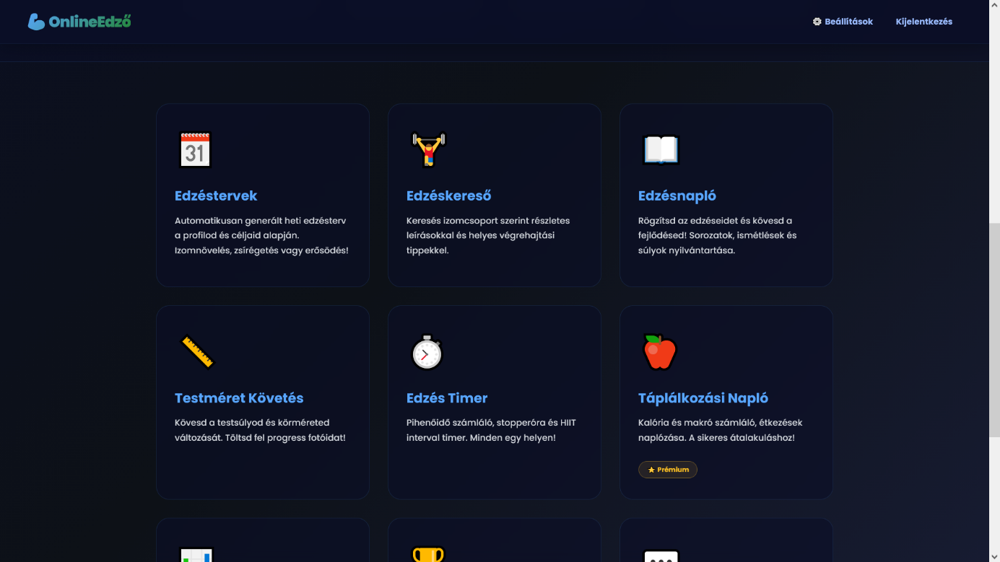 OnlineEdző
Beállítások
Kijelentkezés
31
Edzéstervek
Automatikusan generált heti edzésterv
a profilod és céljaid alapján.
Izomnövelés, zsírégetés vagy erősödés!
Edzéskereső
Keresés izomcsoport szerint részletes
leírásokkal és helyes végrehajtási
tippekkel.
Edzésnapló
Rögzítsd az edzéseidet és kövesd a
fejlődésed! Sorozatok, ismétlések és
súlyok nyilvántartása.
Testméret Követés
Kövesd a testsúlyod és körméreted
változását. Töltsd fel progress fotóidat!
Edzés Timer
Pihenőidő számláló, stopperóra és HIIT
interval timer. Minden egy helyen!
Táplálkozási Napló
Kalória és makró számláló, étkezések
naplózása. A sikeres átalakuláshoz!
Prémium